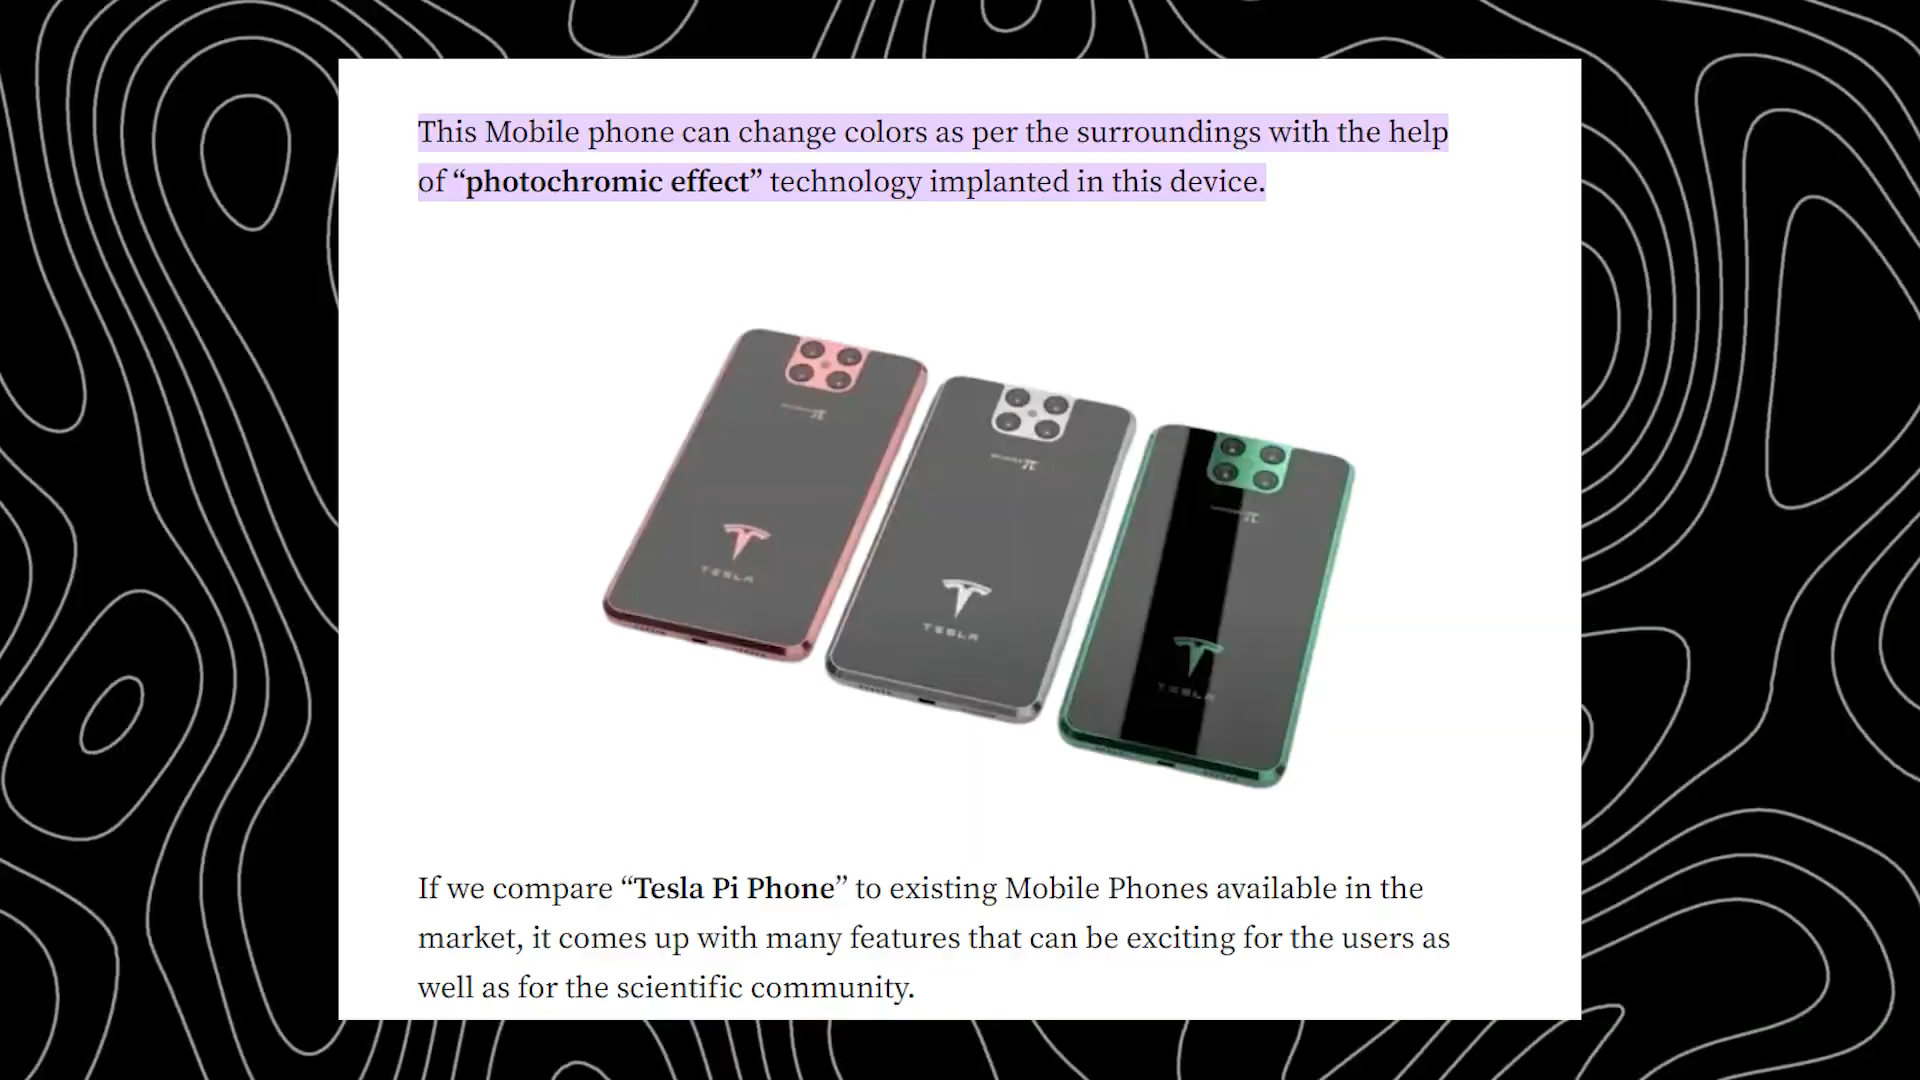 This Mobile phone can change colors as per the surroundings with the help
of “photochromic effect” technology implanted in this device.
π
TESLA
π
TESLA
π
TESLA
If we compare “Tesla Pi Phone” to existing Mobile Phones available in the
market, it comes up with many features that can be exciting for the users as
well as for the scientific community.